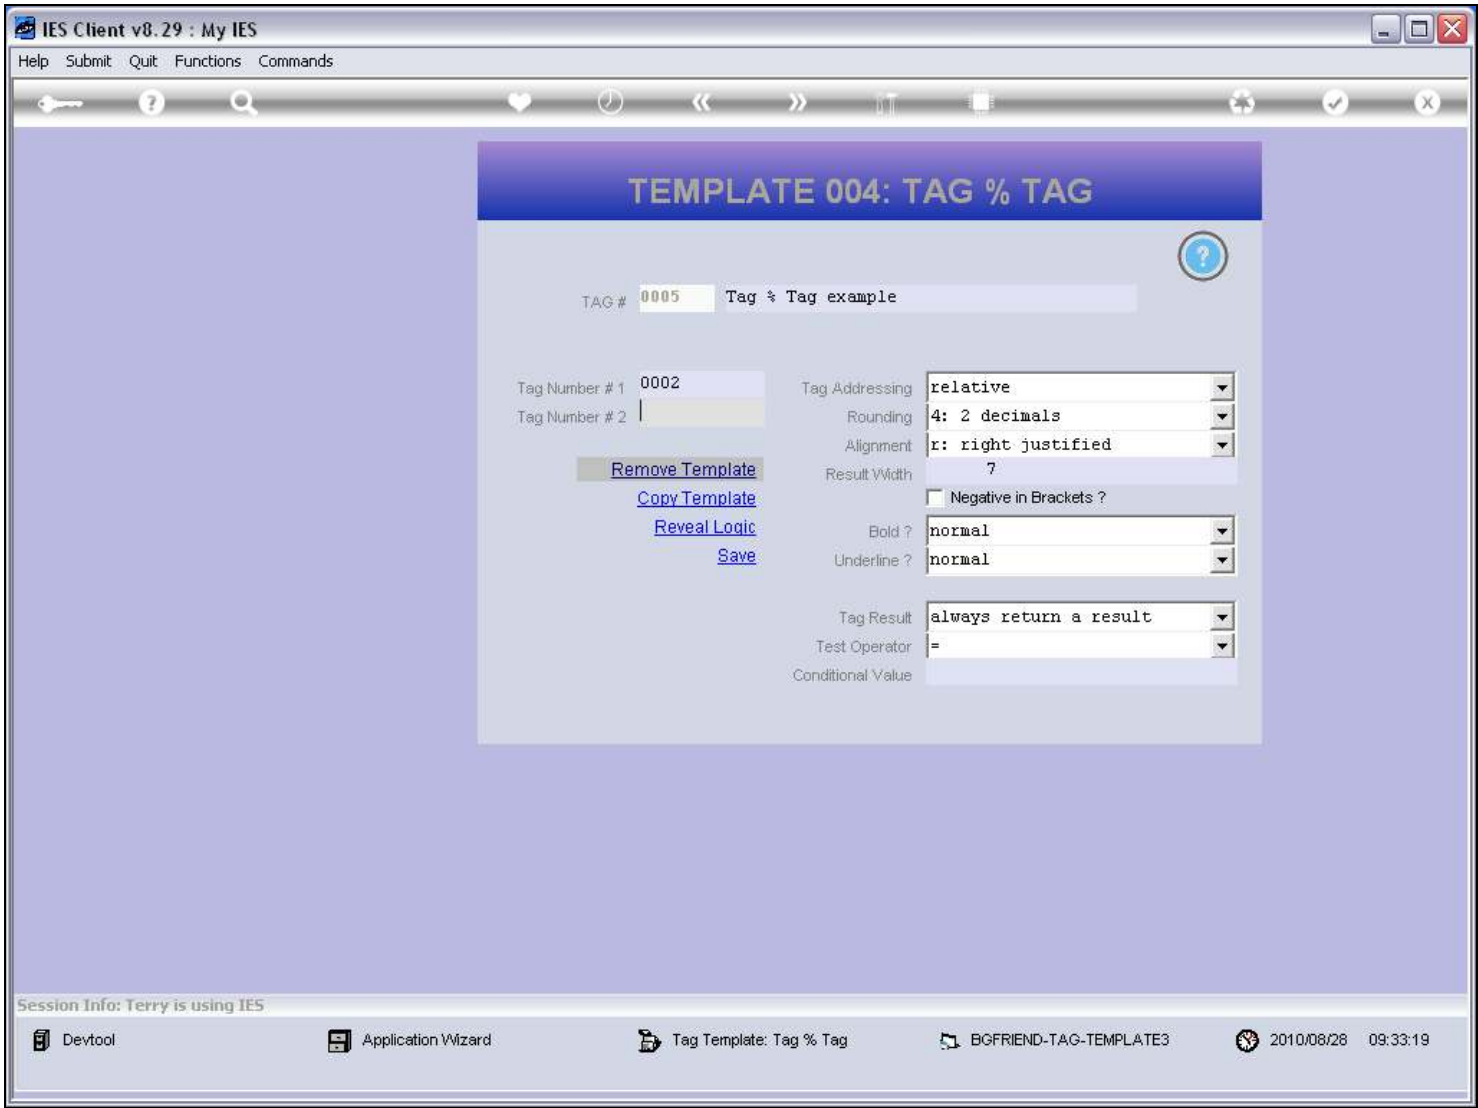 IES Client v8.29 : My IES
Help Submit Quit Functions Commands
TEMPLATE 004: TAG % TAG
?
TAG # 0005 Tag % Tag example
Tag Number # 1 0002 Tag Addressing relative
Tag Number # 2 Rounding 4: 2 decimals
Alignment r: right justified
Remove Template Result Width 7
Copy Template Negative in Brackets ?
Reveal Logic Bold ? normal
Save Underline ? normal
Tag Result always return a result
Test Operator =
Conditional Value
Session Info: Terry is using IES
Devtool Application Wizard Tag Template: Tag % Tag BGFRIEND-TAG-TEMPLATE3 2010/08/28 09:33:19